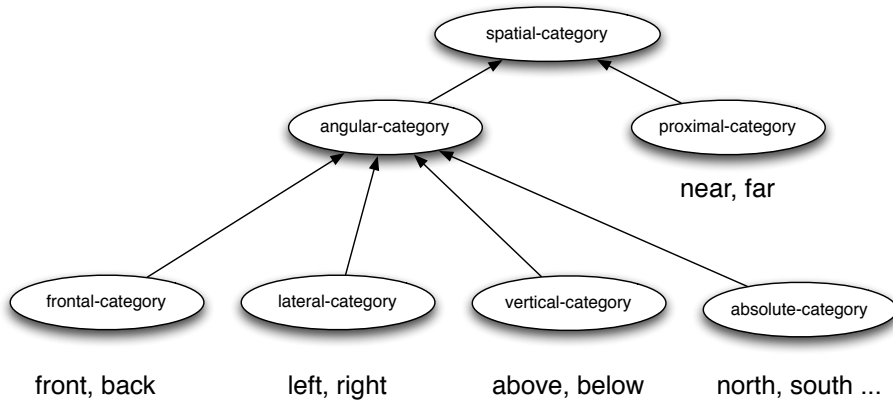 spatial-category
angular-category
proximal-category
near, far
frontal-category
lateral-category
vertical-category
absolute-category
front, back
left, right
above, below
north, south ...